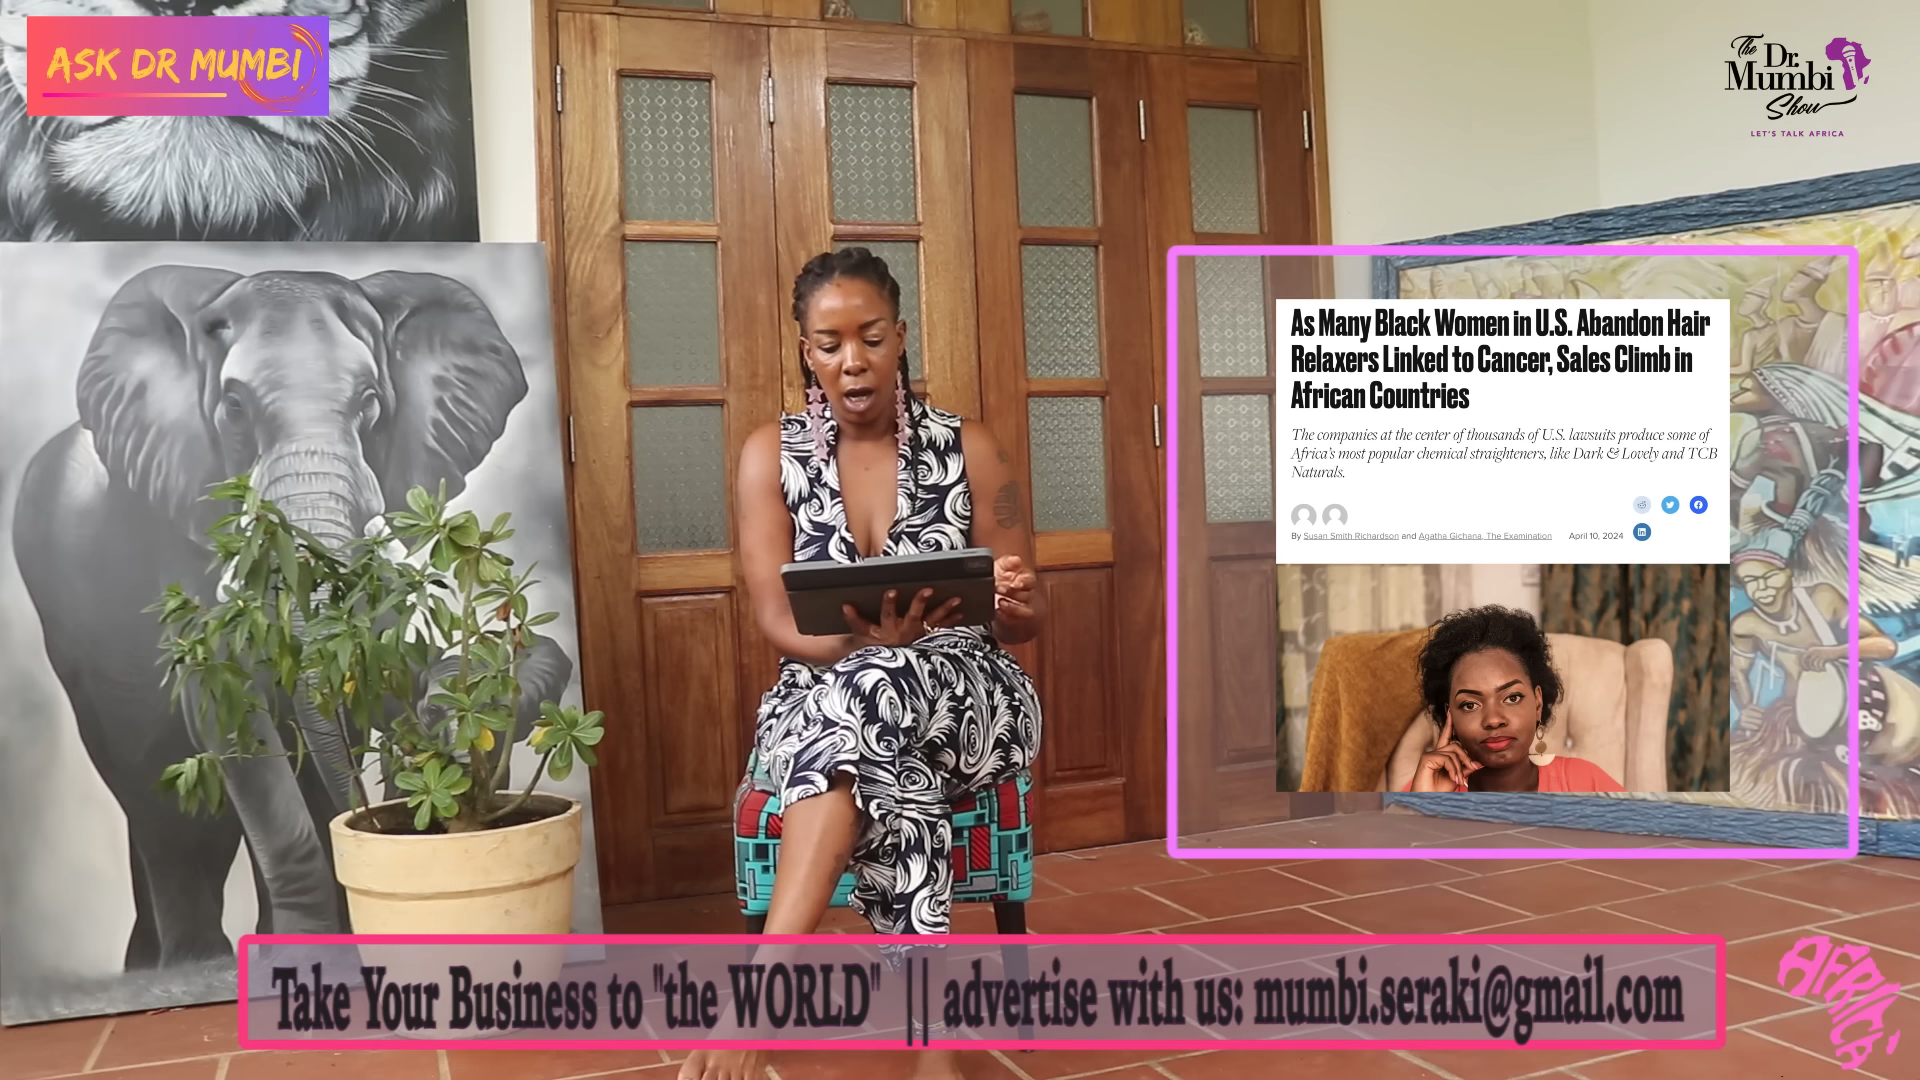 ASK DR MUMBI
The Dr.
Mumbi
Show
LET'S TALK AFRICA
As Many Black Women in U.S. Abandon Hair
Relaxers Linked to Cancer, Sales Climb in
African Countries
The companies at the center of thousands of U.S. lawsuits produce some of
Africa's most popular chemical straighteners, like Dark & Lovely and TCB
Naturals.
By Susan Smith Richardson and Agatha Gichana, The Examination April 10, 2024
Take Your Business to "the WORLD" || advertise with us: mumbi.seraki@gmail.com
AFRICA